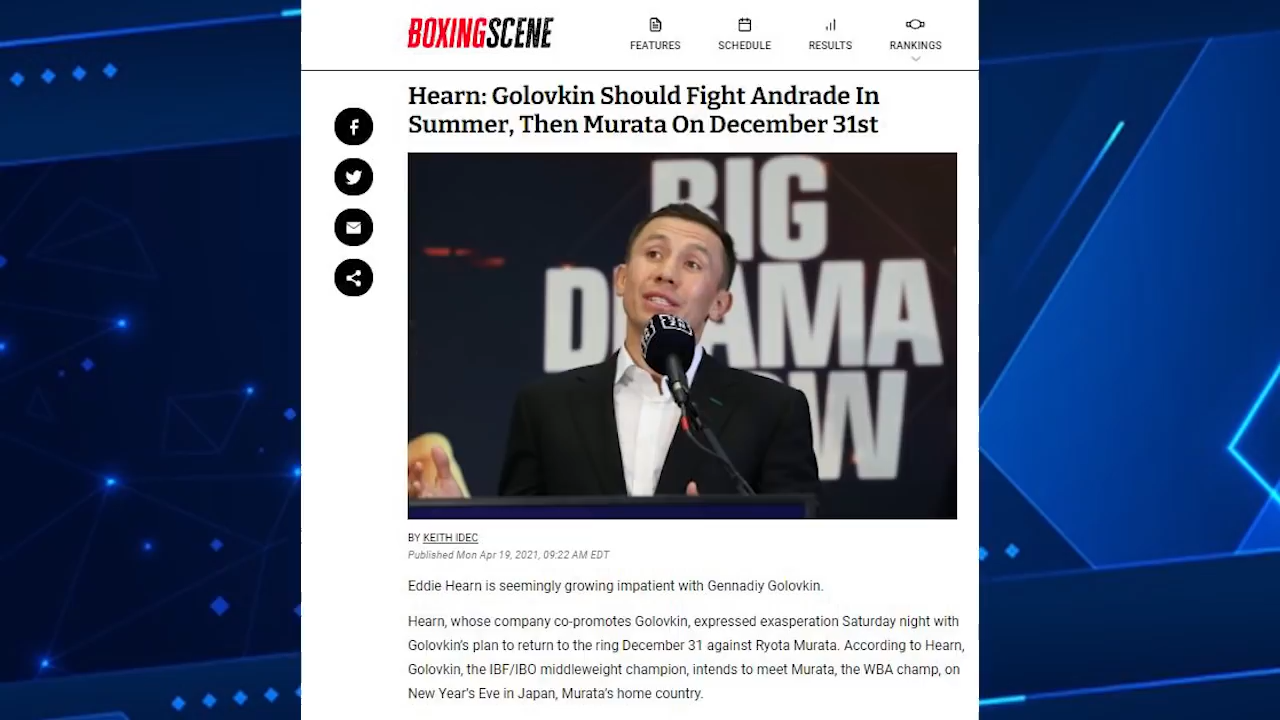 BOXINGSCENE
FEATURES
SCHEDULE
RESULTS
RANKINGS
Hearn: Golovkin Should Fight Andrade In
Summer, Then Murata On December 31st
BIG
DRAMA
BY KEITH IDEC
Published Mon Apr 19, 2021, 09:22 AM EDT
Eddie Hearn is seemingly growing impatient with Gennadiy Golovkin.
Hearn, whose company co-promotes Golovkin, expressed exasperation Saturday night with
Golovkin's plan to return to the ring December 31 against Ryota Murata. According to Hearn,
Golovkin, the IBF/IBO middleweight champion, intends to meet Murata, the WBA champ, on
New Year's Eve in Japan, Murata's home country.